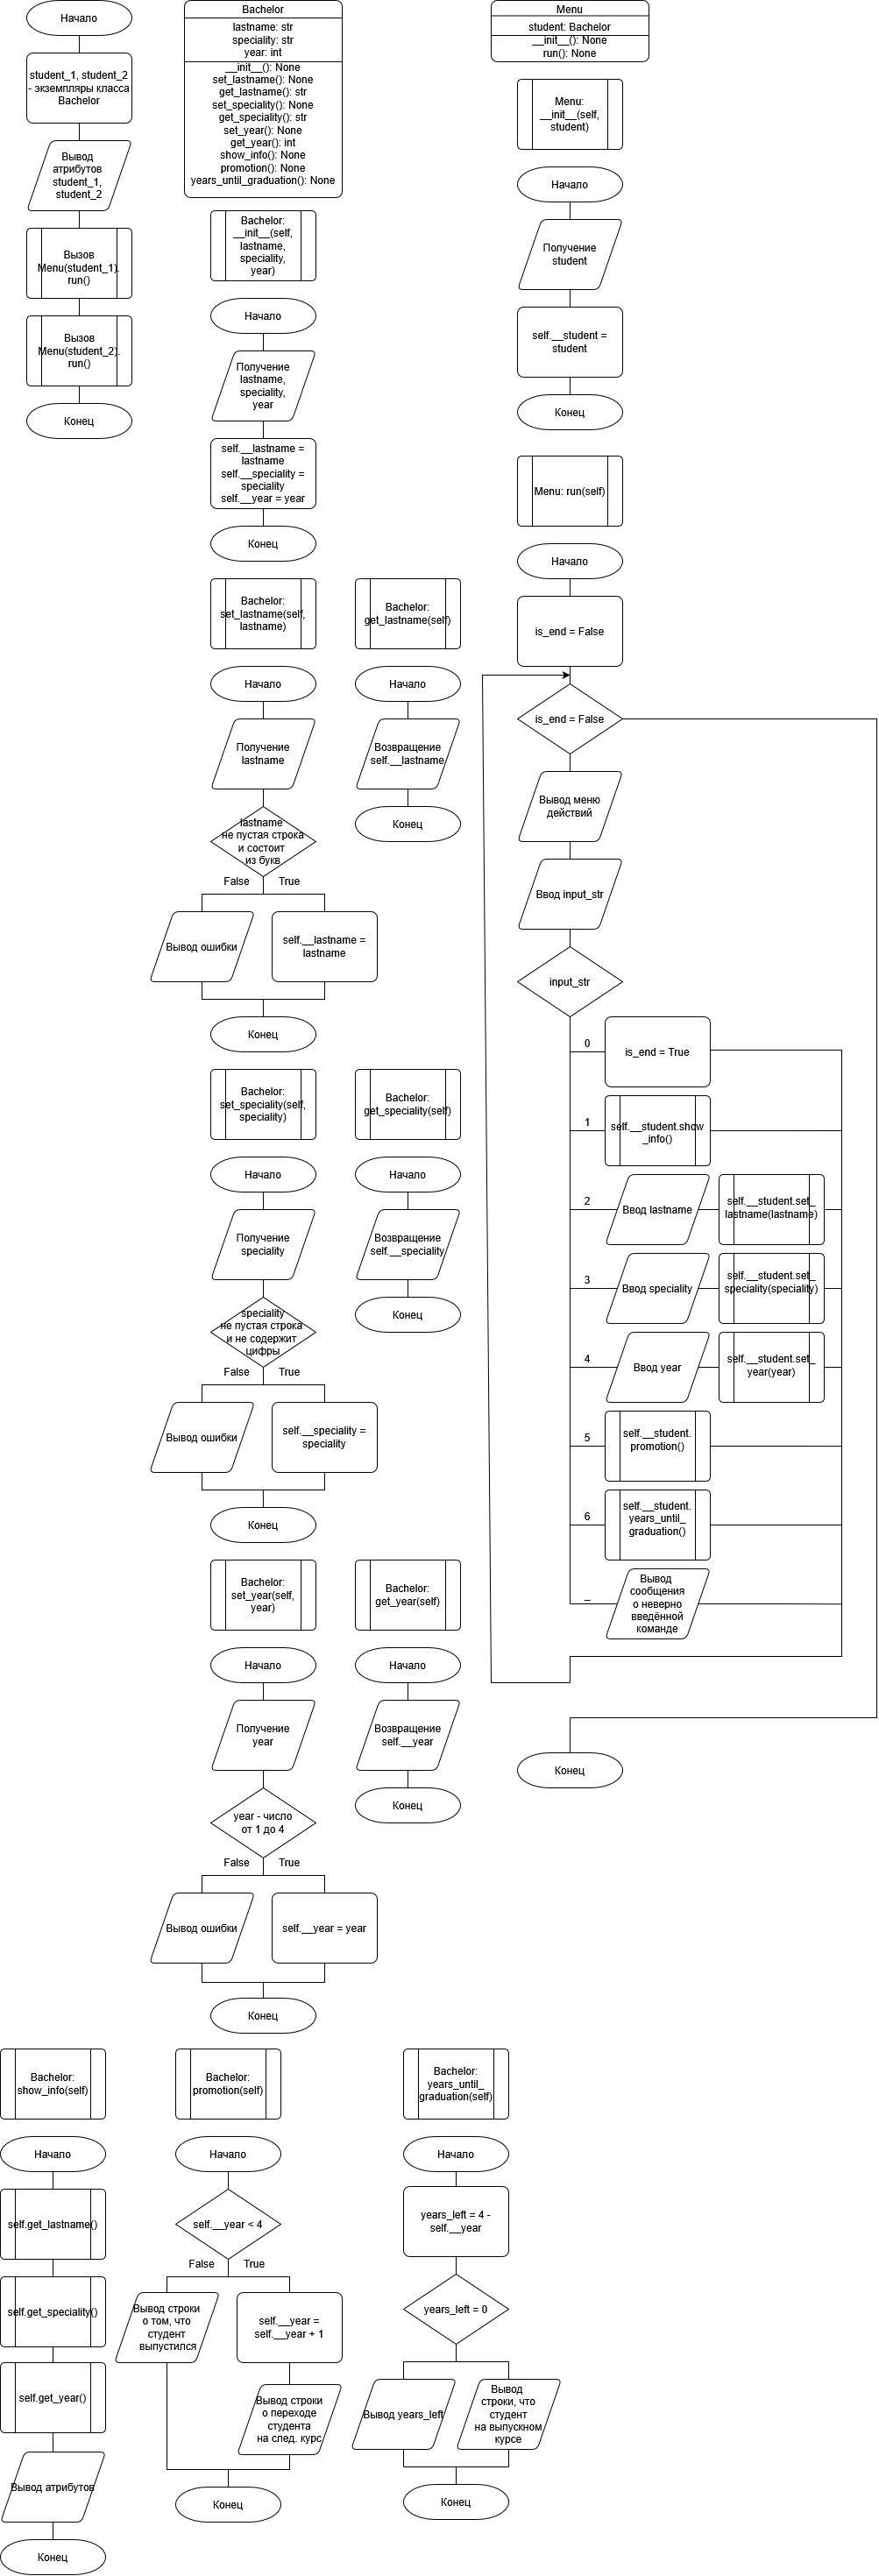 Начало
student_1, student_2
- экземпляры класса
Bachelor
Вывод
атрибутов
student_1,
student_2
Вызов
Menu(student_1).
run()
Вызов
Menu(student_2).
run()
Конец
Bachelor
lastname: str
speciality: str
year: int
__init__(): None
set_lastname(): None
get_lastname(): str
set_speciality(): None
get_speciality(): str
set_year(): None
get_year(): int
show_info(): None
promotion(): None
years_until_graduation(): None
Bachelor:
__init__(self,
lastname,
speciality,
year)
Начало
Получение
lastname,
speciality,
year
self.__lastname =
lastname
self.__speciality =
speciality
self.__year = year
Конец
Bachelor:
set_lastname(self,
lastname)
Начало
Получение
lastname
lastname
не пустая строка
и состоит
из букв
False
True
Вывод ошибки
self.__lastname =
lastname
Конец
Bachelor:
get_lastname(self)
Начало
Возвращение
self.__lastname
Конец
Bachelor:
set_speciality(self,
speciality)
Начало
Получение
speciality
speciality
не пустая строка
и не содержит
цифры
False
True
Вывод ошибки
self.__speciality =
speciality
Конец
Bachelor:
get_speciality(self)
Начало
Возвращение
self.__speciality
Конец
Bachelor:
set_year(self,
year)
Начало
Получение
year
year - число
от 1 до 4
False
True
Вывод ошибки
self.__year = year
Конец
Bachelor:
get_year(self)
Начало
Возвращение
self.__year
Конец
Menu
student: Bachelor
__init__(): None
run(): None
Menu:
__init__(self,
student)
Начало
Получение
student
self.__student =
student
Конец
Menu: run(self)
Начало
is_end = False
is_end = False
Вывод меню
действий
Ввод input_str
input_str
0
is_end = True
1
self.__student.show
_info()
2
Ввод lastname
self.__student.set_
lastname(lastname)
3
Ввод speciality
self.__student.set_
speciality(speciality)
4
Ввод year
self.__student.set_
year(year)
5
self.__student.
promotion()
6
self.__student.
years_until_
graduation()
_
Вывод
сообщения
о неверно
введённой
команде
Конец
Bachelor:
show_info(self)
Начало
self.get_lastname()
self.get_speciality()
self.get_year()
Вывод атрибутов
Конец
Bachelor:
promotion(self)
Начало
self.__year < 4
False
True
Вывод строки
о том, что
студент
выпустился
self.__year =
self.__year + 1
Вывод строки
о переходе
студента
на след. курс
Конец
Bachelor:
years_until_
graduation(self)
Начало
years_left = 4 -
self.__year
years_left = 0
Вывод years_left
Вывод
строки, что
студент
на выпускном
курсе
Конец